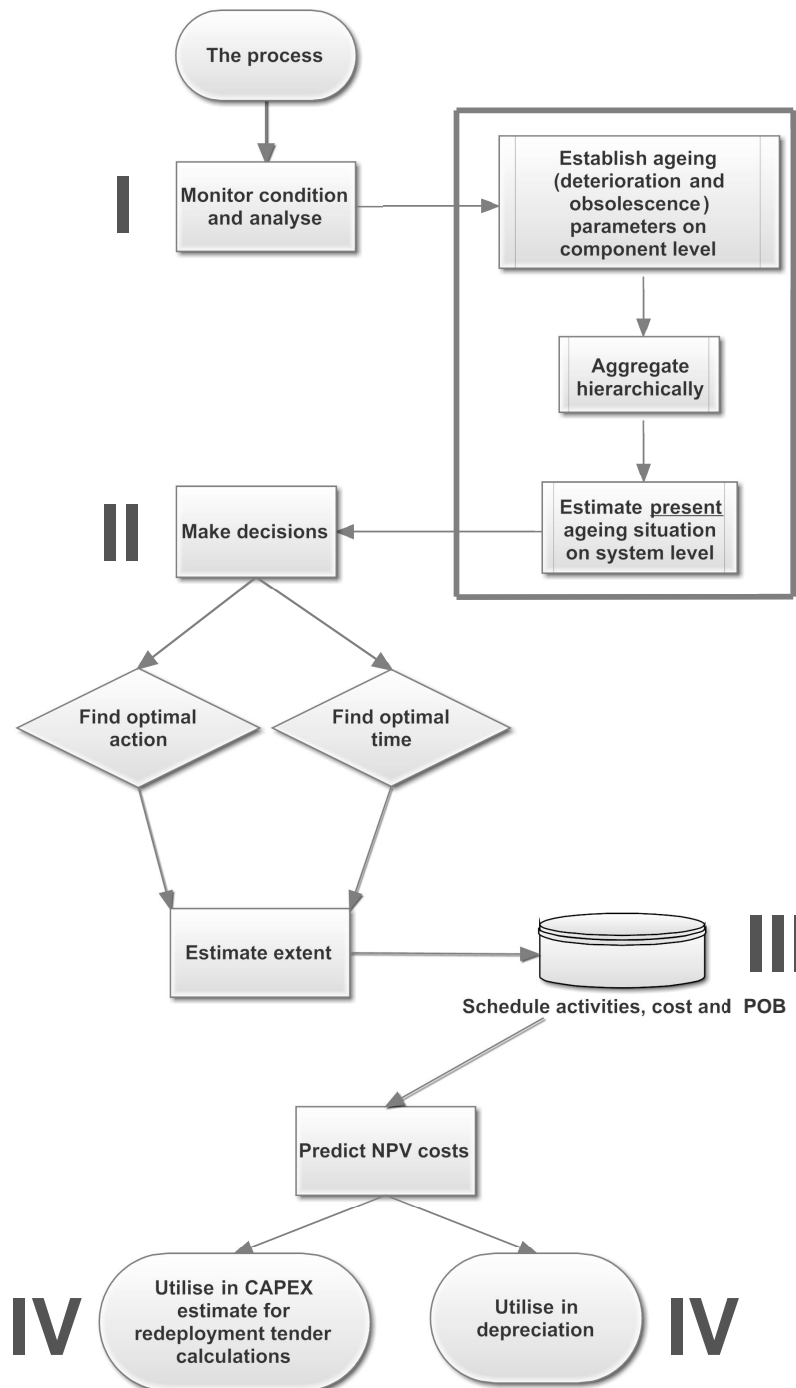 The process
I
Monitor condition
and analyse
Establish ageing
(deterioration and
obsolescence)
parameters on
component level
Aggregate
hierarchically
Estimate present
ageing situation
on system level
II
Make decisions
Find optimal
action
Find optimal
time
Estimate extent
III
Schedule activities, cost and POB
Predict NPV costs
IV
Utilise in CAPEX
estimate for
redeployment tender
calculations
Utilise in
depreciation
IV